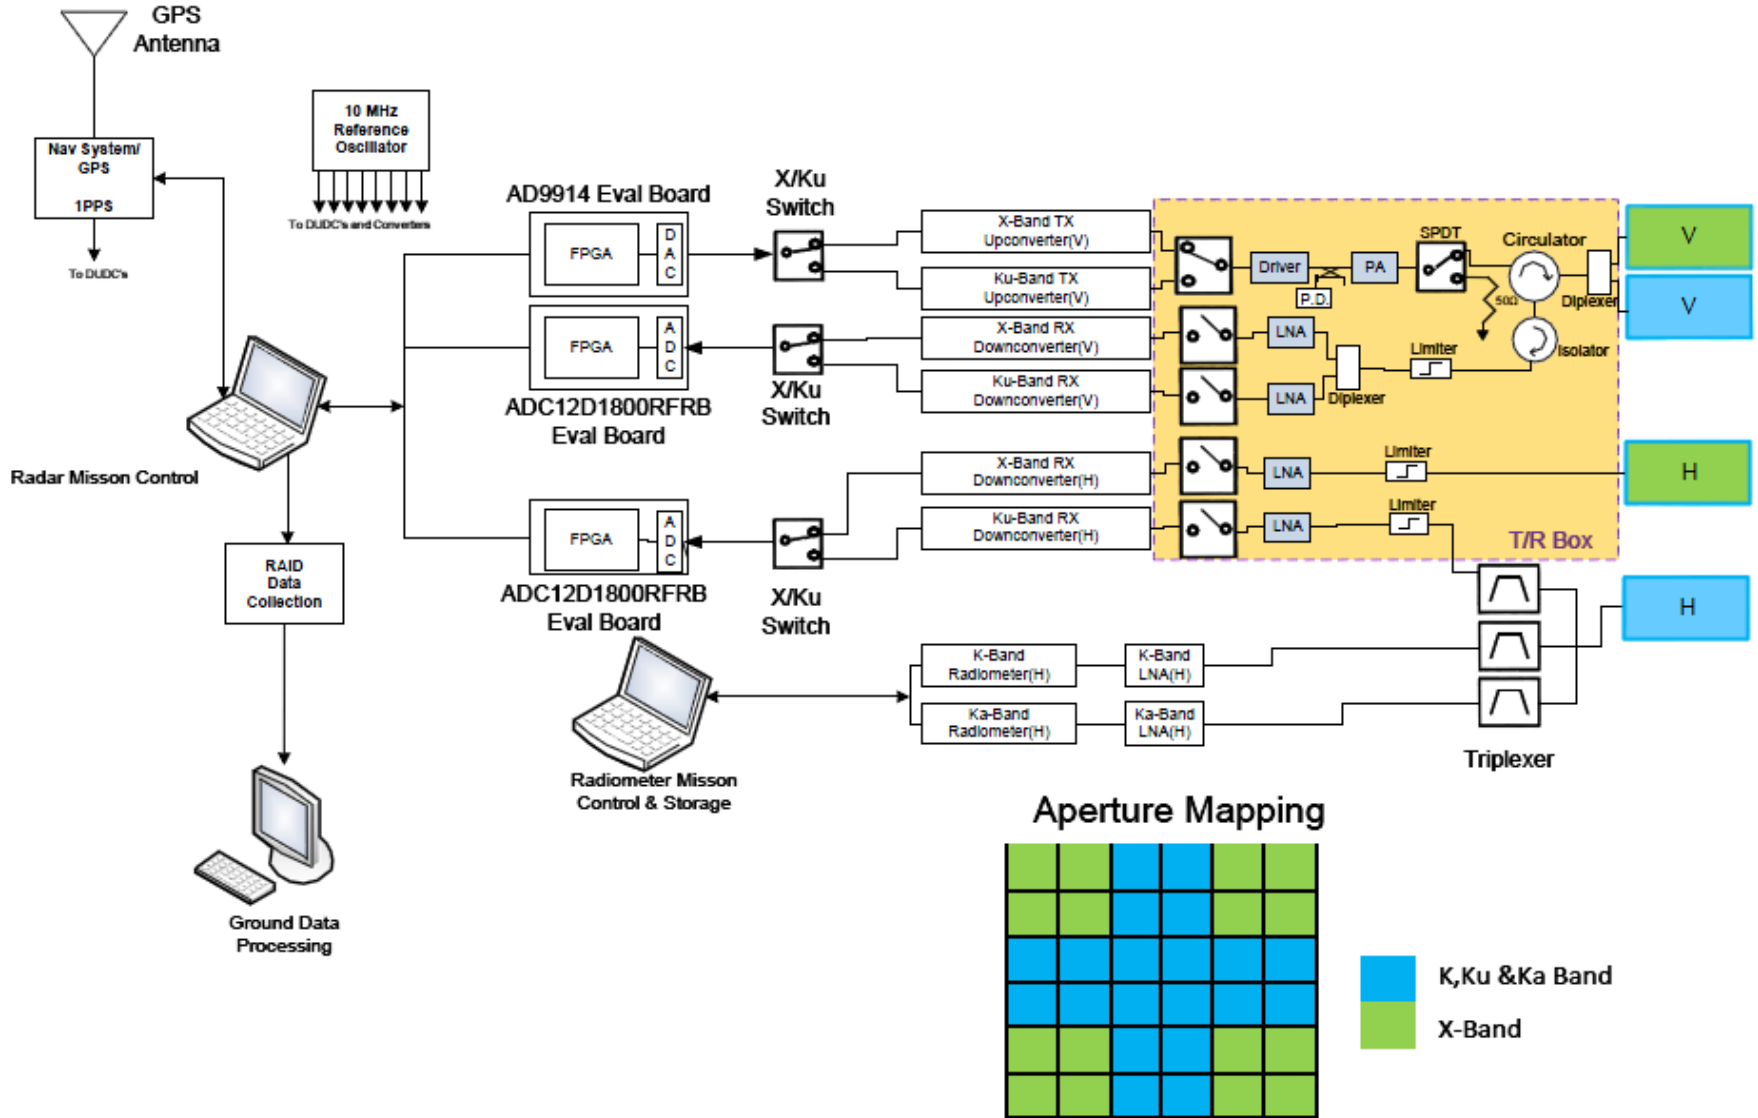 GPS
Antenna
10 MHz
Reference
Oscillator
Nav System/
GPS
1PPS
To DUDC's and Converters
To DUDC's
AD9914 Eval Board
FPGA
D
A
C
X/Ku
Switch
X-Band TX
Upconverter(V)
Ku-Band TX
Upconverter(V)
Driver
P.D.
PA
SPDT
50Ω
Circulator
Diplexer
V
V
FPGA
A
D
C
ADC12D1800RFRB
Eval Board
X/Ku
Switch
X-Band RX
Downconverter(V)
Ku-Band RX
Downconverter(V)
LNA
LNA
Diplexer
Limiter
Isolator
Radar Misson Control
X-Band RX
Downconverter(H)
Ku-Band RX
Downconverter(H)
LNA
LNA
Limiter
Limiter
T/R Box
H
H
FPGA
A
D
C
ADC12D1800RFRB
Eval Board
X/Ku
Switch
RAID
Data
Collection
K-Band
Radiometer(H)
K-Band
LNA(H)
Ka-Band
Radiometer(H)
Ka-Band
LNA(H)
Triplexer
Radiometer Misson
Control & Storage
Ground Data
Processing
Aperture Mapping
K,Ku &Ka Band
X-Band